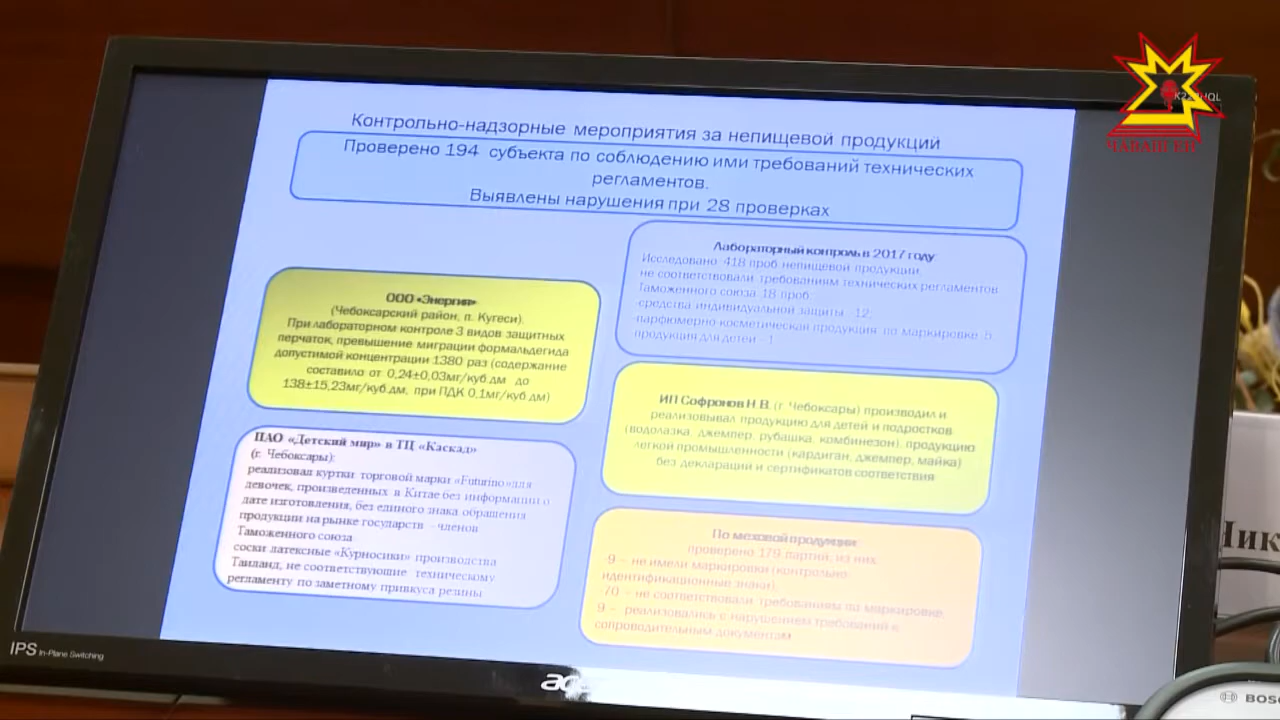 Контрольно-надзорные мероприятия за непищевой продукций
Проверено 194 субъекта по соблюдению ими требований технических
регламентов.
Выявлены нарушения при 28 проверках
Лабораторный контроль в 2017 году:
Исследовано 418 проб непищевой продукции,
не соответствовали требованиям технических регламентов
Таможенного союза 18 проб:
средства индивидуальной защиты - 12;
парфюмерно-косметическая продукция по маркировке 5,
продукция для детей – 1
ООО «Энергия»
(Чебоксарский район, п. Кугеси).
При лабораторном контроле 3 видов защитных
перчаток, превышение миграции формальдегида
допустимой концентрации 1380 раз (содержание
составило от 0,24±0,03мг/куб.дм до
138±15,23мг/куб.дм, при ПДК 0,1мг/куб.дм)
ИП Софронов Н.В. (г. Чебоксары) производил и
реализовывал продукцию для детей и подростков
(водолазка, джемпер, рубашка, комбинезон), продукцию
легкой промышленности (кардиган, джемпер, майка)
без декларации и сертификатов соответствия
ПАО «Детский мир» в ТЦ «Каскад»
(г. Чебоксары):
реализовал куртки торговой марки «Futurino» для
девочек, произведенных в Китае без информации о
дате изготовления, без единого знака обращения
продукции на рынке государств - членов
Таможенного союза
соски латексные «Курносики» производства
Таиланд, не соответствующие техническому
регламенту по заметному привкуса резины
По меховой продукции:
проверено 179 партий, из них
9 – не имели маркировки (контрольно-
идентификационные знаки),
70 – не соответствовали требованиям по маркировке,
9 – реализовались с нарушением требований к
сопроводительным документам
IPS In-Plane Switching
acer
ЧӐВАШ ЕН
Ник
BOSC